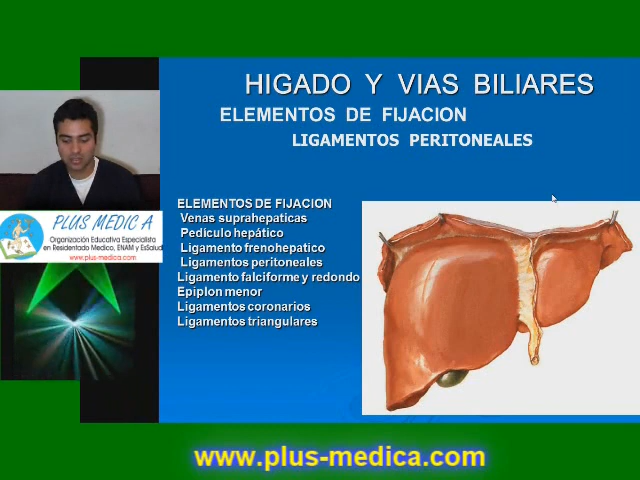 HIGADO Y VIAS BILIARES
ELEMENTOS DE FIJACION
LIGAMENTOS PERITONEALES
ELEMENTOS DE FIJACION
Venas suprahepaticas
Pedículo hepático
Ligamento frenohepatico
Ligamentos peritoneales
Ligamento falciforme y redondo
Epiplon menor
Ligamentos coronarios
Ligamentos triangulares
PLUS MEDIC A
Organización Educativa Especialista
en Residentado Medico, ENAM y EsSalud
www.plus-medica.com
www.plus-medica.com